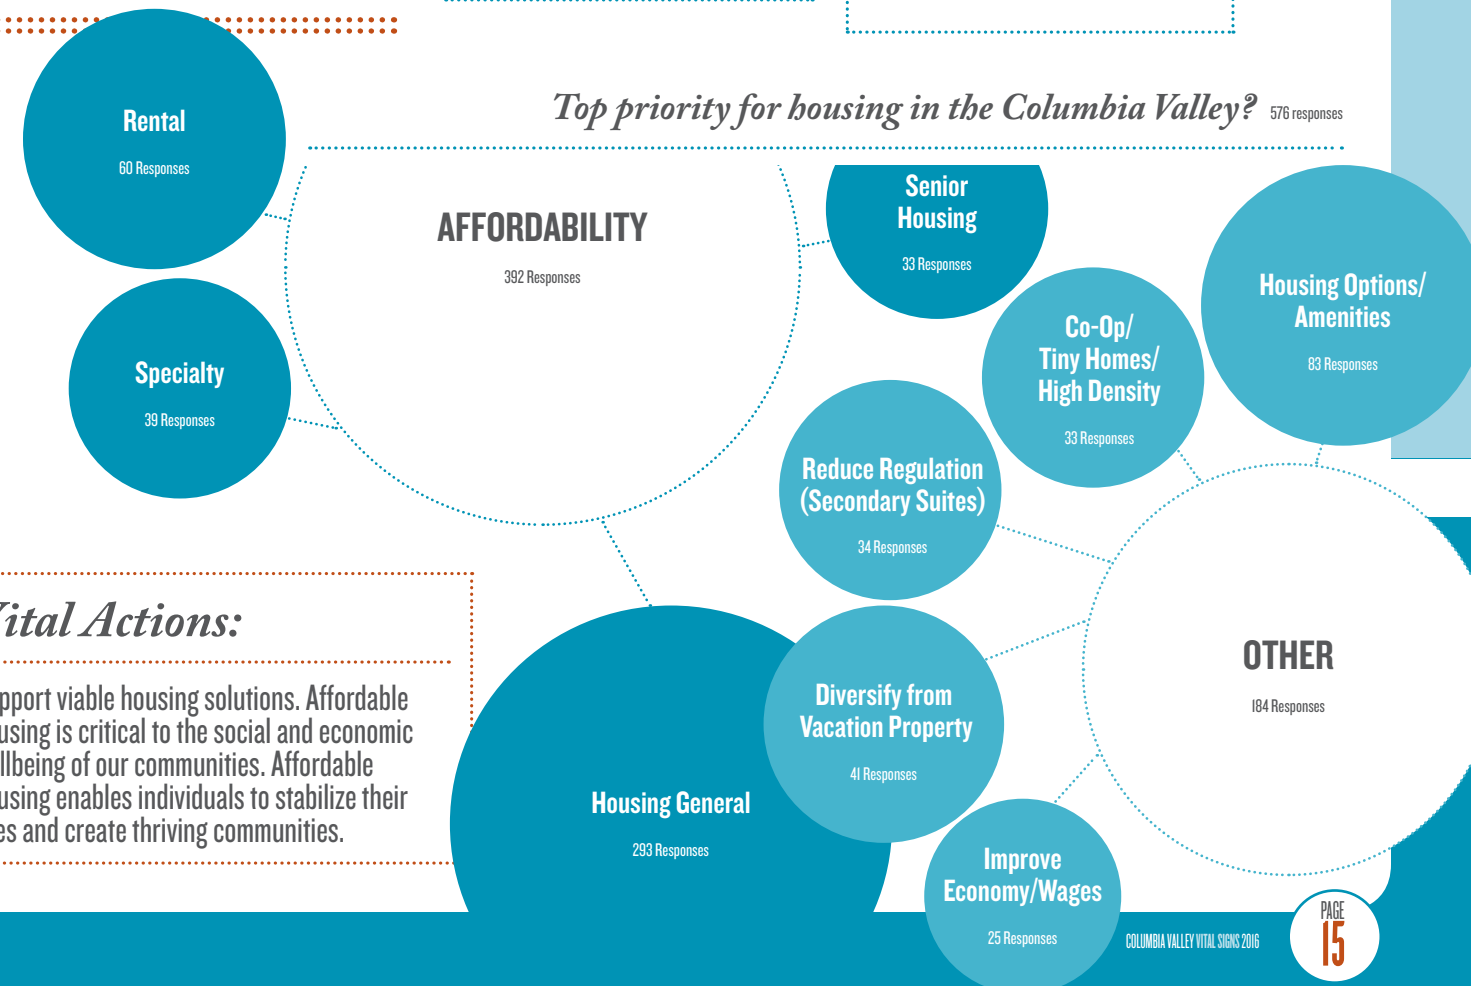 Top priority for housing in the Columbia Valley? 576 responses
Rental
60 Responses
AFFORDABILITY
392 Responses
Senior
Housing
33 Responses
Housing Options/
Amenities
83 Responses
Co-Op/
Tiny Homes/
High Density
33 Responses
Specialty
39 Responses
Reduce Regulation
(Secondary Suites)
34 Responses
OTHER
184 Responses
Diversify from
Vacation Property
41 Responses
Housing General
293 Responses
Improve
Economy/Wages
25 Responses
ital Actions:
pport viable housing solutions. Affordable
using is critical to the social and economic
llbeing of our communities. Affordable
using enables individuals to stabilize their
es and create thriving communities.
COLUMBIA VALLEY VITAL SIGNS 2016
PAGE
15